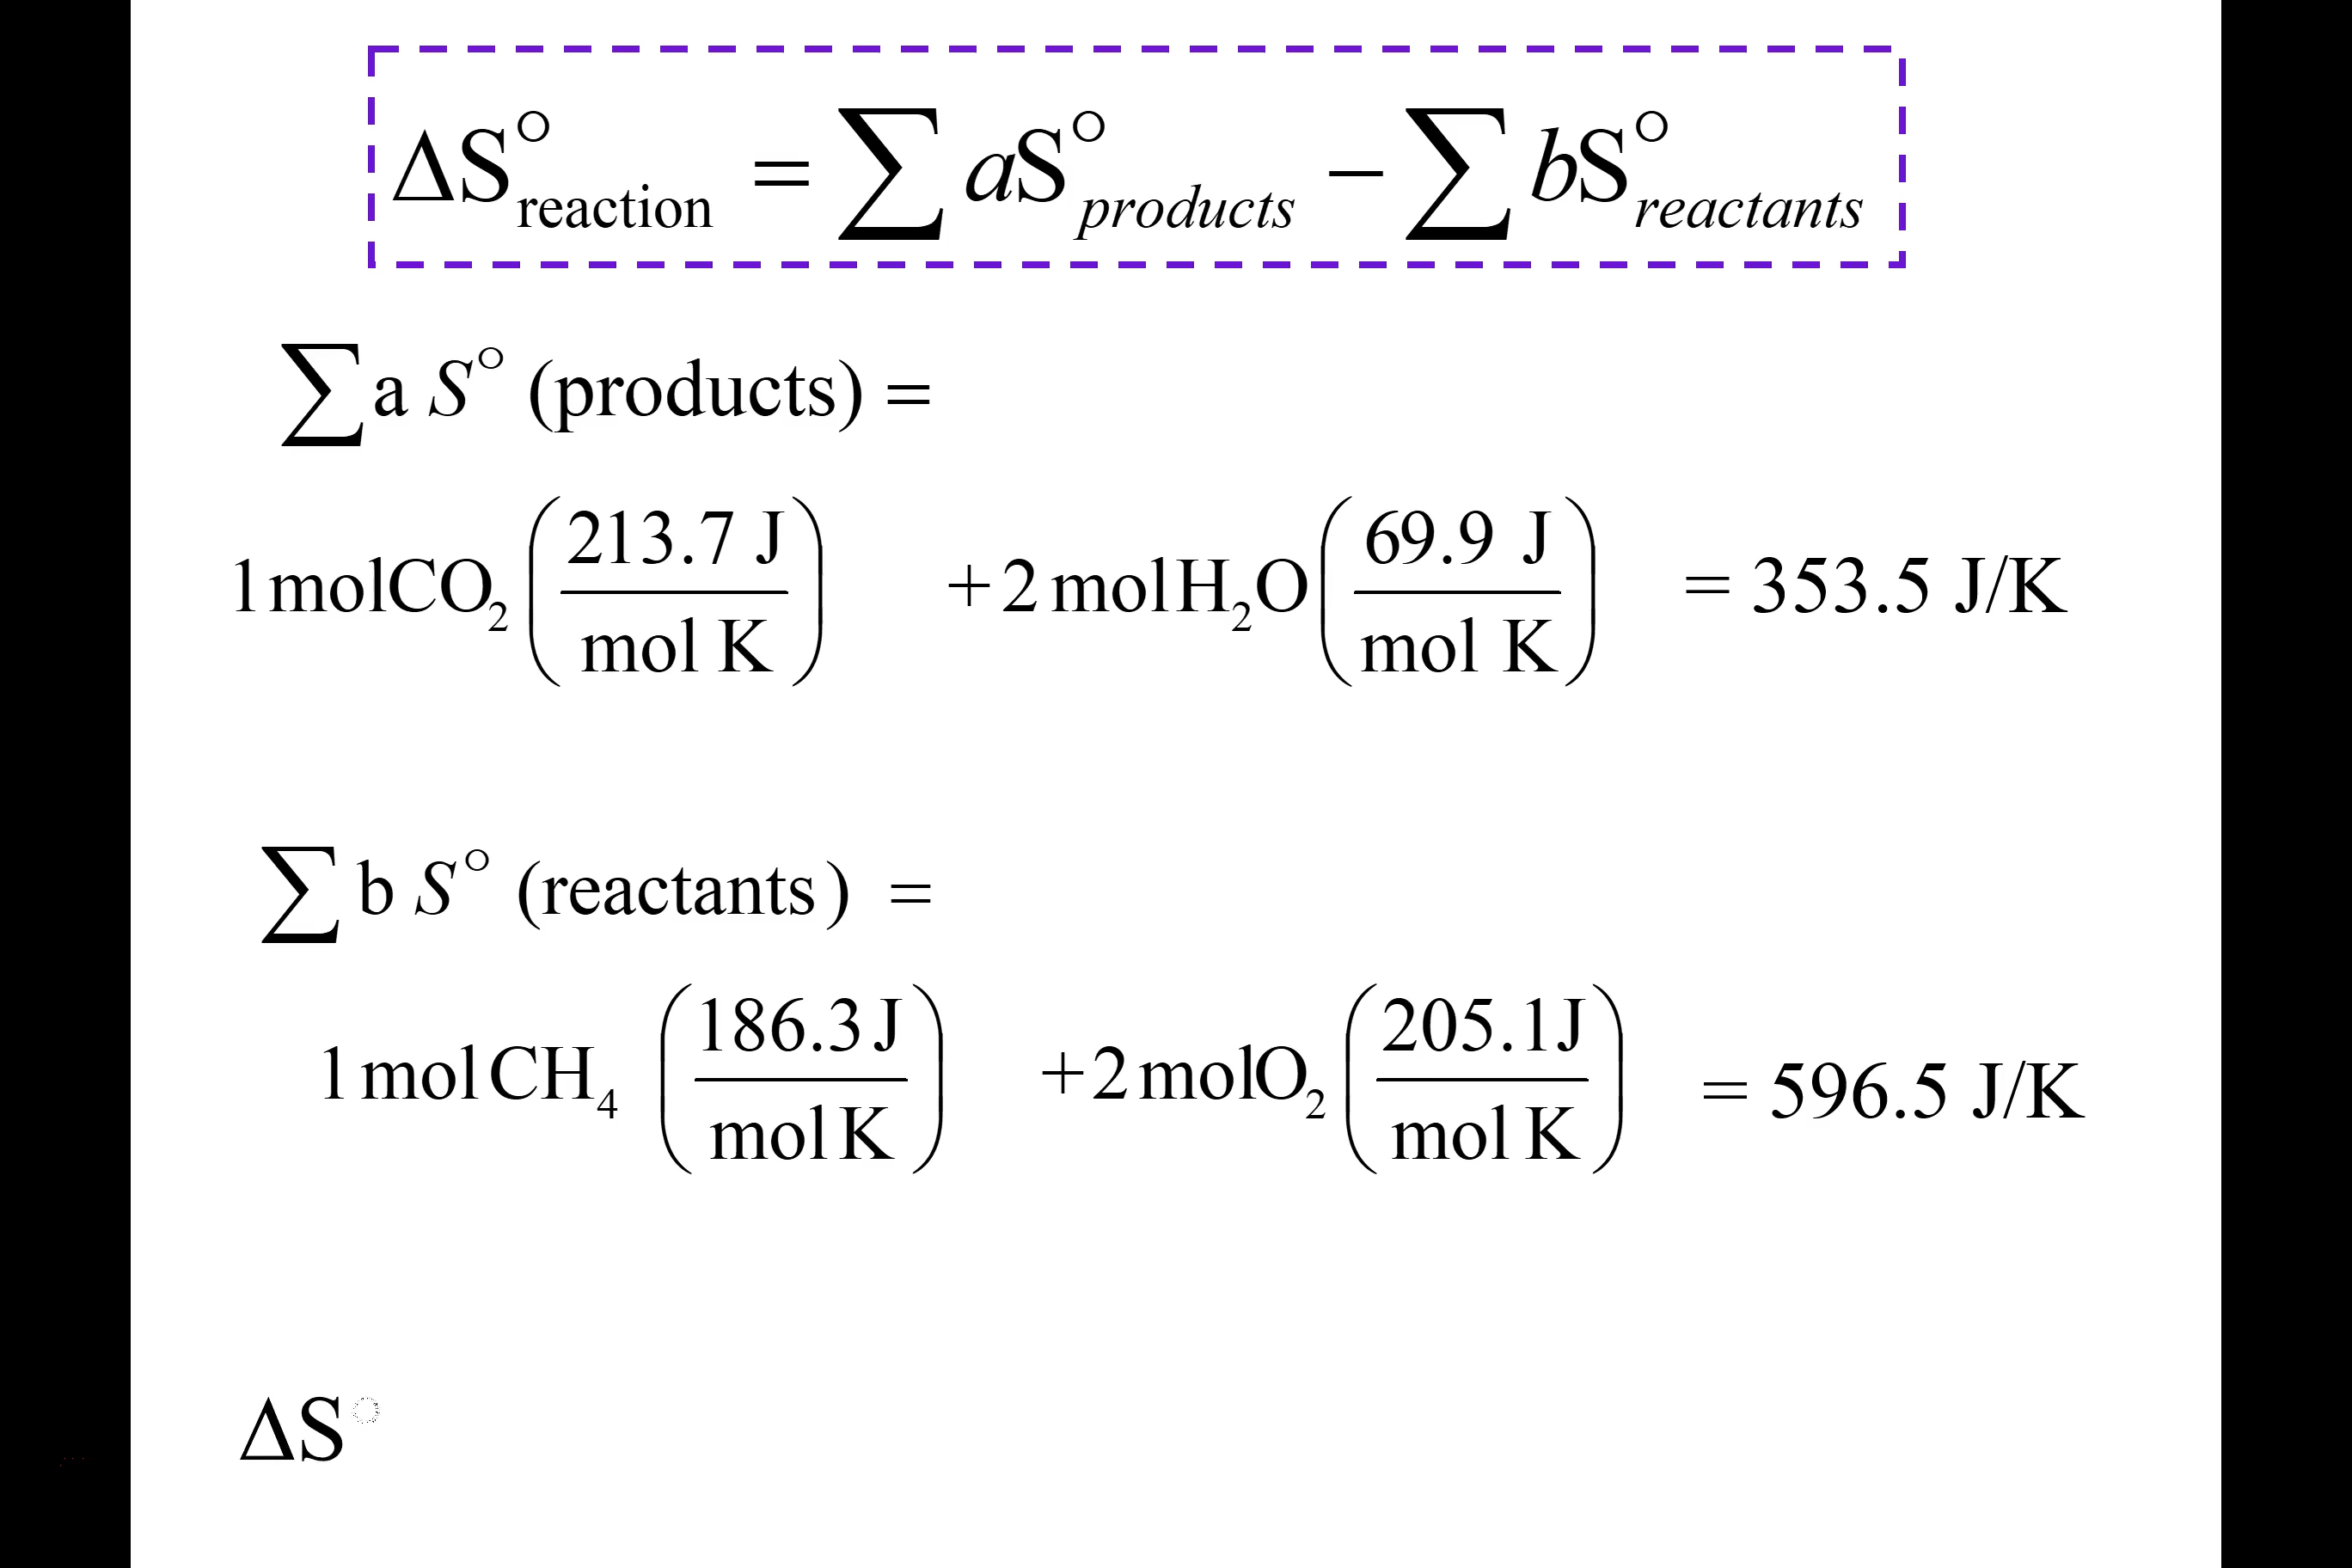 ΔS°reaction = ∑ aS°products − ∑ bS°reactants
∑ a S° (products) =
1 mol CO₂ (213.7 J / mol K) + 2 mol H₂O (69.9 J / mol K) = 353.5 J/K
∑ b S° (reactants) =
1 mol CH₄ (186.3 J / mol K) + 2 mol O₂ (205.1 J / mol K) = 596.5 J/K
ΔS°